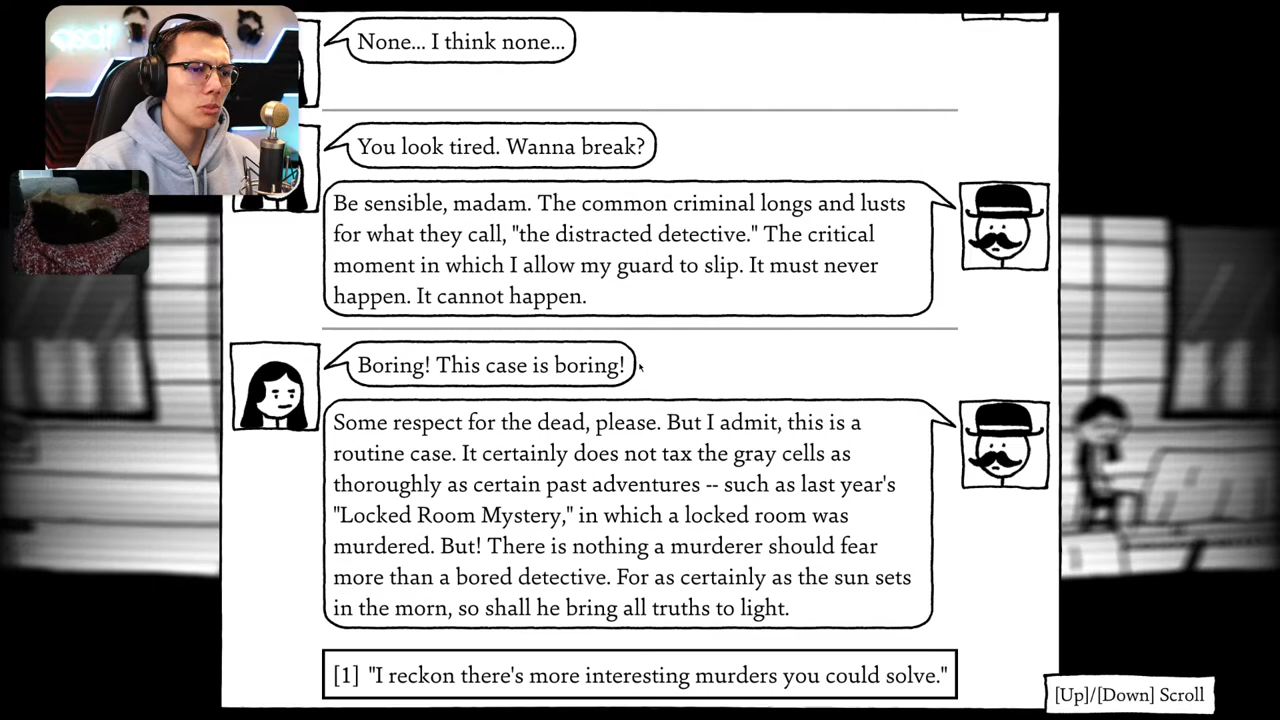 None... I think none...
You look tired. Wanna break?
Be sensible, madam. The common criminal longs and lusts
for what they call, "the distracted detective." The critical
moment in which I allow my guard to slip. It must never
happen. It cannot happen.
Boring! This case is boring!
Some respect for the dead, please. But I admit, this is a
routine case. It certainly does not tax the gray cells as
thoroughly as certain past adventures -- such as last year's
"Locked Room Mystery," in which a locked room was
murdered. But! There is nothing a murderer should fear
more than a bored detective. For as certainly as the sun sets
in the morn, so shall he bring all truths to light.
[1] "I reckon there's more interesting murders you could solve."
[Up]/[Down] Scroll